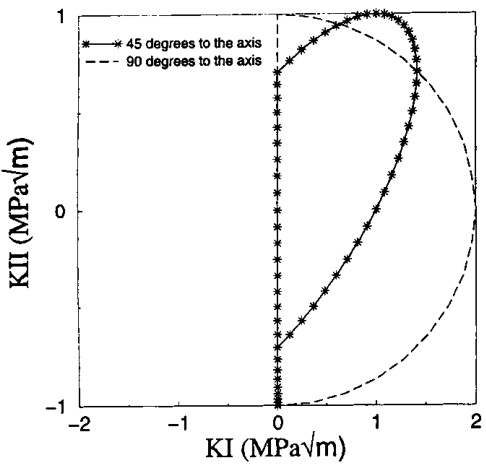 1
45 degrees to the axis
90 degrees to the axis
KII (MPa√m)
0
-1
-2
-1
0
1
2
KI (MPa√m)